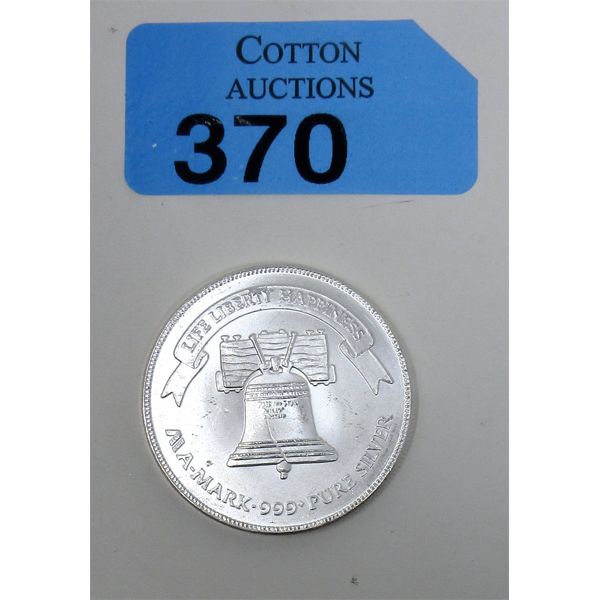 COTTON
AUCTIONS
370
LIFE LIBERTY HAPPINESS
A-MARK · 999 · PURE SILVER